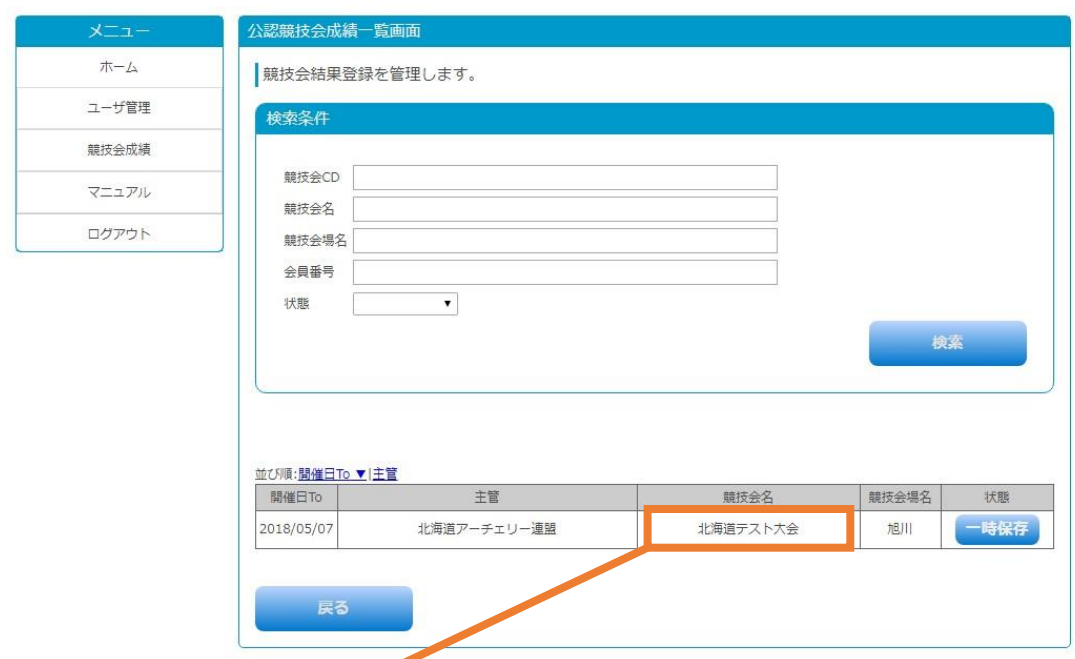 メニュー
ホーム
ユーザ管理
競技会成績
マニュアル
ログアウト
公認競技会成績一覧画面
競技会結果登録を管理します。
検索条件
競技会CD
競技会名
競技会場名
会員番号
状態 ▼
検索
並び順:開催日To ▼|主管
開催日To 主管 競技会名 競技会場名 状態
2018/05/07 北海道アーチェリー連盟 北海道テスト大会 旭川 一時保存
戻る